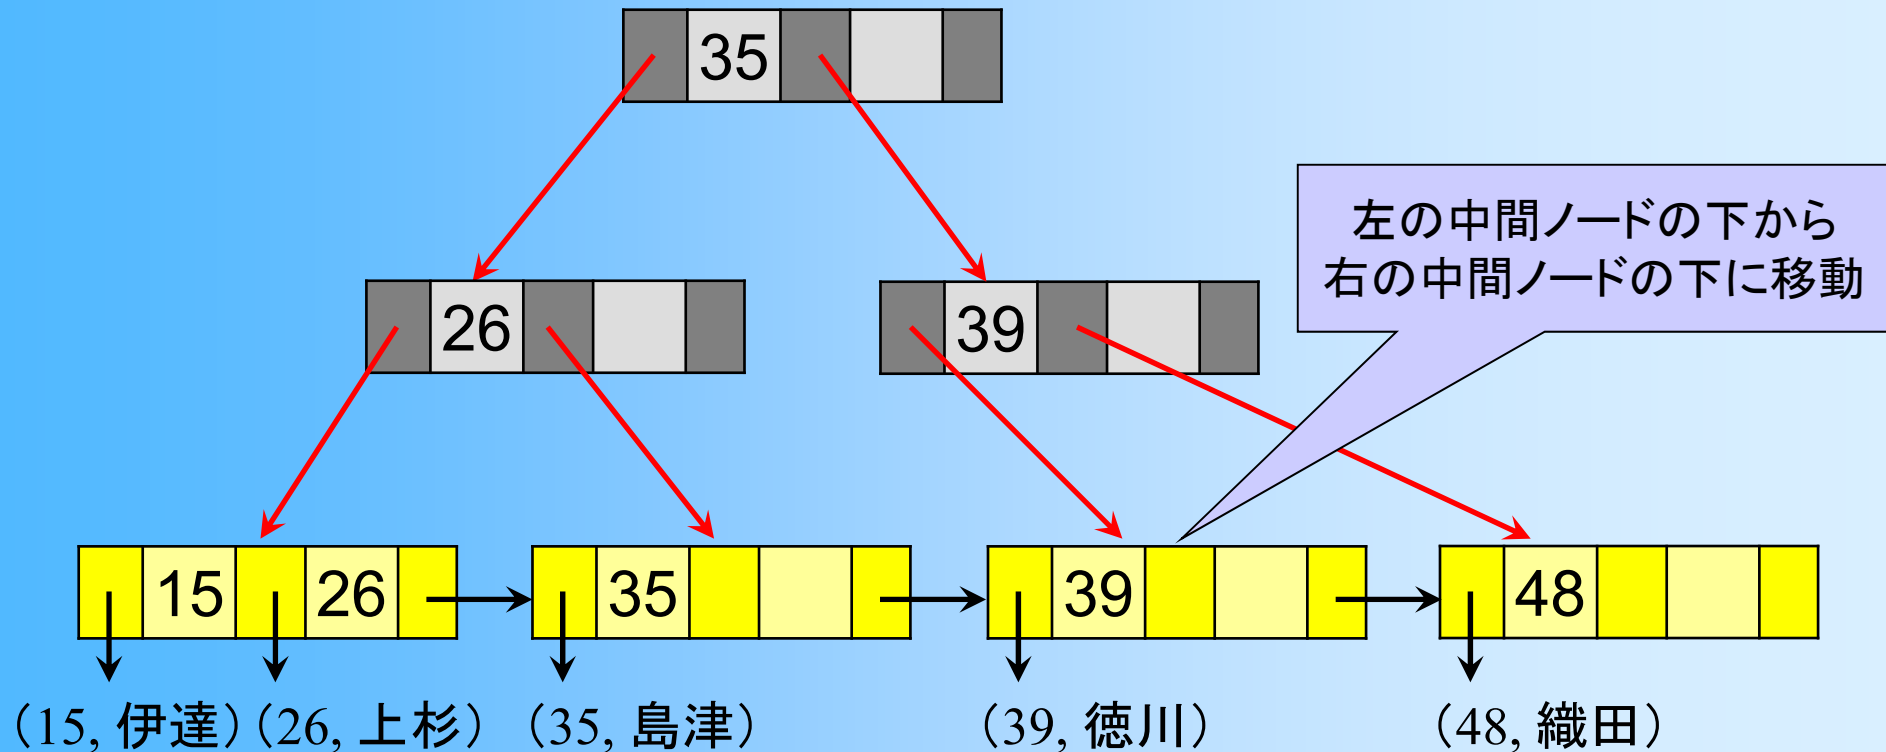 35
左の中間ノードの下から
右の中間ノードの下に移動
26
39
15 26
35
39
48
(15, 伊達)
(26, 上杉)
(35, 島津)
(39, 徳川)
(48, 織田)